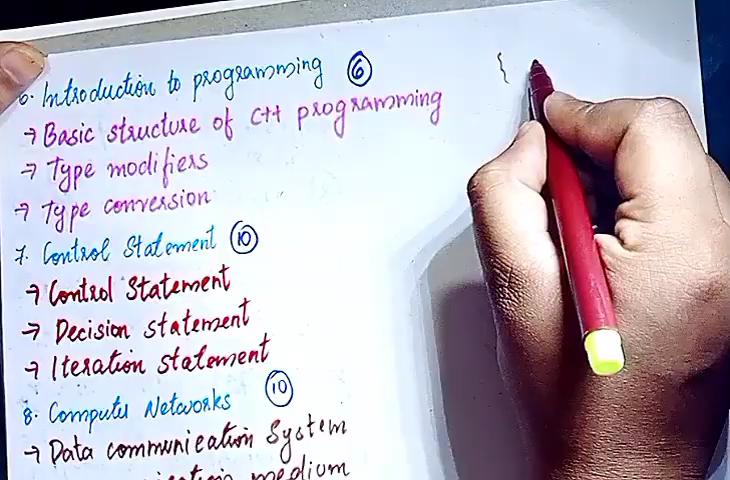 6. Introduction to programming 6
→ Basic structure of C++ programming
→ Type modifiers
→ Type conversion
7. Control Statement 10
→ Control Statement
→ Decision statement
→ Iteration statement
8. Computer Networks 10
→ Data communication System
medium
{